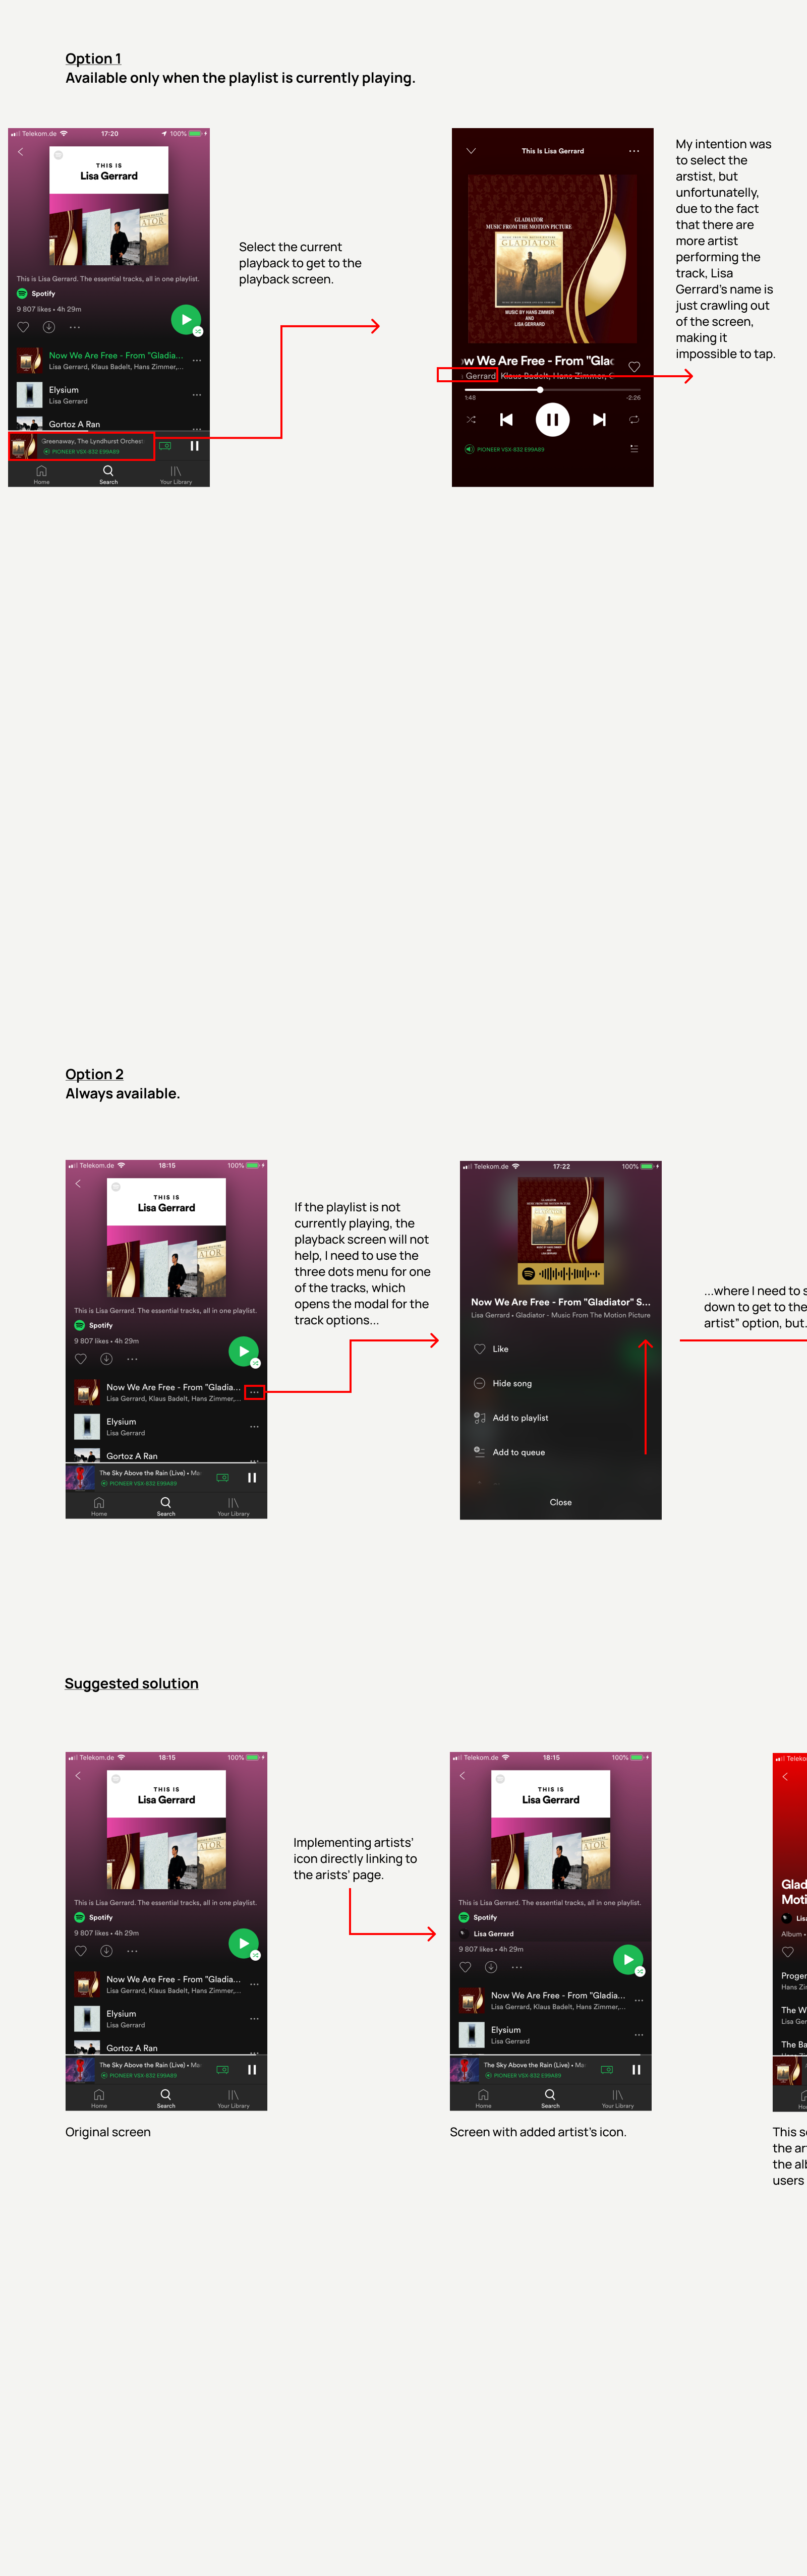 Option 1
Available only when the playlist is currently playing.
Telekom.de
17:20
100%
THIS IS
Lisa Gerrard
This is Lisa Gerrard. The essential tracks, all in one playlist.
Spotify
9 807 likes • 4h 29m
Now We Are Free - From "Gladia...
Lisa Gerrard, Klaus Badelt, Hans Zimmer,...
Elysium
Lisa Gerrard
Gortoz A Ran
Greenaway, The Lyndhurst Orchest
PIONEER VSX-832 E99A89
Home
Search
Your Library
Select the current
playback to get to the
playback screen.
This Is Lisa Gerrard
GLADIATOR
MUSIC FROM THE MOTION PICTURE
GLADIATOR
MUSIC BY HANS ZIMMER
AND
LISA GERRARD
w We Are Free - From "Glac
Gerrard, Klaus Badelt, Hans Zimmer, G
1:48
-2:26
PIONEER VSX-832 E99A89
My intention was
to select the
arstist, but
unfortunatelly,
due to the fact
that there are
more artist
performing the
track, Lisa
Gerrard's name is
just crawling out
of the screen,
making it
impossible to tap.
Option 2
Always available.
Telekom.de
18:15
100%
THIS IS
Lisa Gerrard
This is Lisa Gerrard. The essential tracks, all in one playlist.
Spotify
9 807 likes • 4h 29m
Now We Are Free - From "Gladia...
Lisa Gerrard, Klaus Badelt, Hans Zimmer,...
Elysium
Lisa Gerrard
Gortoz A Ran
The Sky Above the Rain (Live) • Ma
PIONEER VSX-832 E99A89
Home
Search
Your Library
If the playlist is not
currently playing, the
playback screen will not
help, I need to use the
three dots menu for one
of the tracks, which
opens the modal for the
track options...
Telekom.de
17:22
100%
GLADIATOR
MUSIC FROM THE MOTION PICTURE
Now We Are Free - From "Gladiator" S...
Lisa Gerrard • Gladiator - Music From The Motion Picture
Like
Hide song
Add to playlist
Add to queue
Close
...where I need to s
down to get to the
artist" option, but.
Suggested solution
Telekom.de
18:15
100%
THIS IS
Lisa Gerrard
This is Lisa Gerrard. The essential tracks, all in one playlist.
Spotify
9 807 likes • 4h 29m
Now We Are Free - From "Gladia...
Lisa Gerrard, Klaus Badelt, Hans Zimmer,...
Elysium
Lisa Gerrard
Gortoz A Ran
The Sky Above the Rain (Live) • Ma
PIONEER VSX-832 E99A89
Home
Search
Your Library
Original screen
Implementing artists'
icon directly linking to
the arists' page.
Telekom.de
18:15
100%
THIS IS
Lisa Gerrard
This is Lisa Gerrard. The essential tracks, all in one playlist.
Spotify
Lisa Gerrard
9 807 likes • 4h 29m
Now We Are Free - From "Gladia...
Lisa Gerrard, Klaus Badelt, Hans Zimmer,...
Elysium
Lisa Gerrard
The Sky Above the Rain (Live) • Ma
PIONEER VSX-832 E99A89
Home
Search
Your Library
Screen with added artist's icon.
Teleko
Glad
Moti
Lis
Album •
Proger
Hans Zi
The W
Lisa Ger
The Ba
Ho
This s
the ar
the al
users